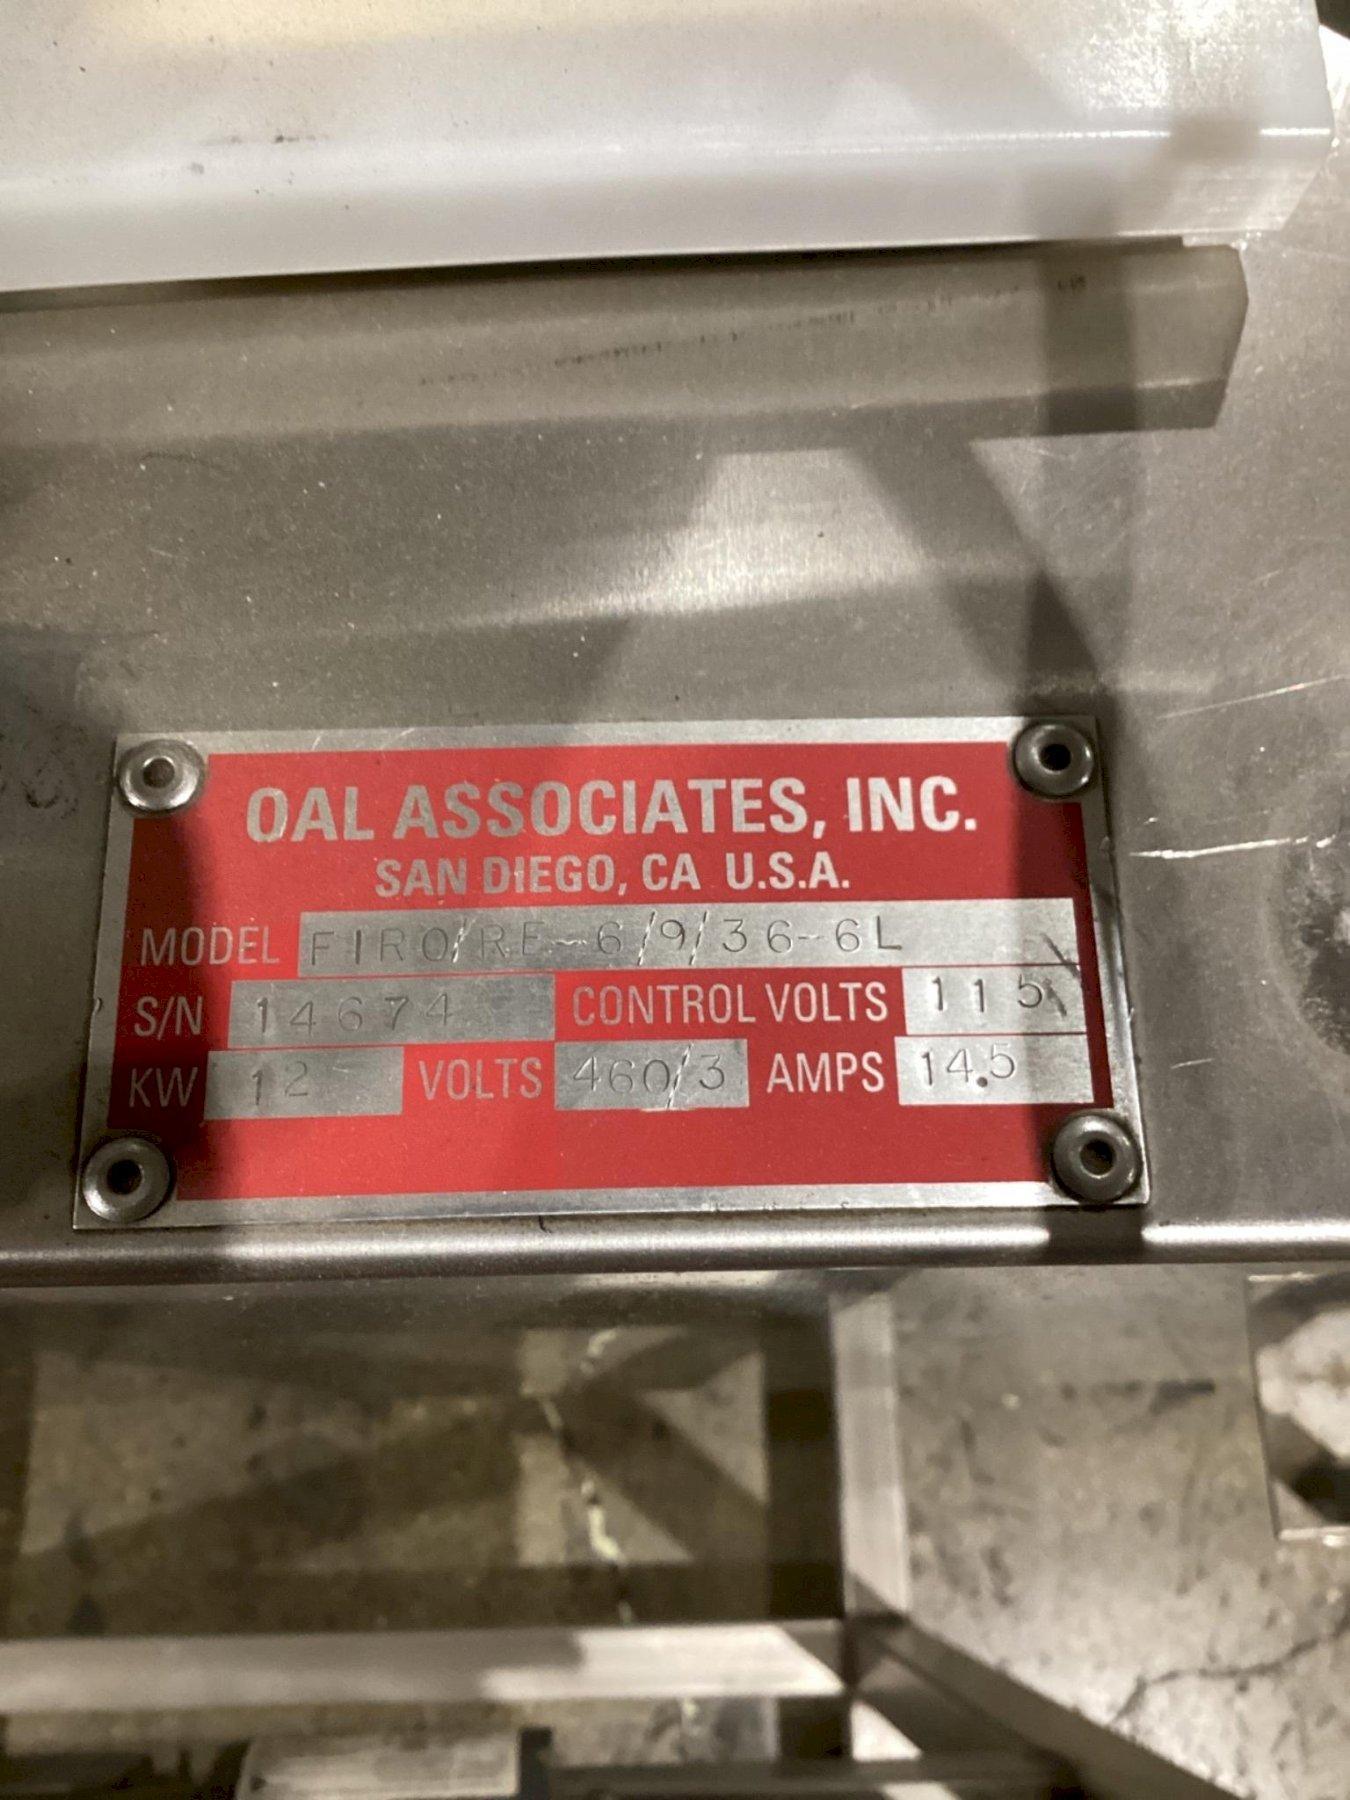 OAL ASSOCIATES, INC.
SAN DIEGO, CA U.S.A.
MODEL FIRO/RE-6/9/36-6L
S/N 14674 CONTROL VOLTS 115
KW 12 VOLTS 460/3 AMPS 14.5